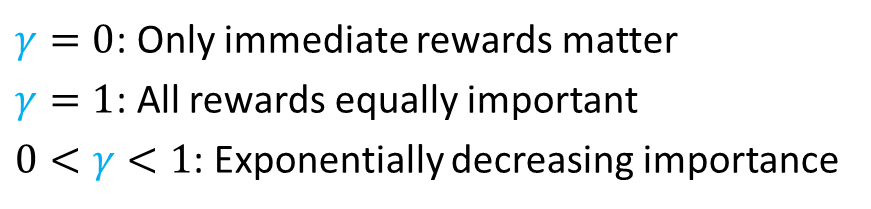 γ = 0: Only immediate rewards matter
γ = 1: All rewards equally important
0 < γ < 1: Exponentially decreasing importance